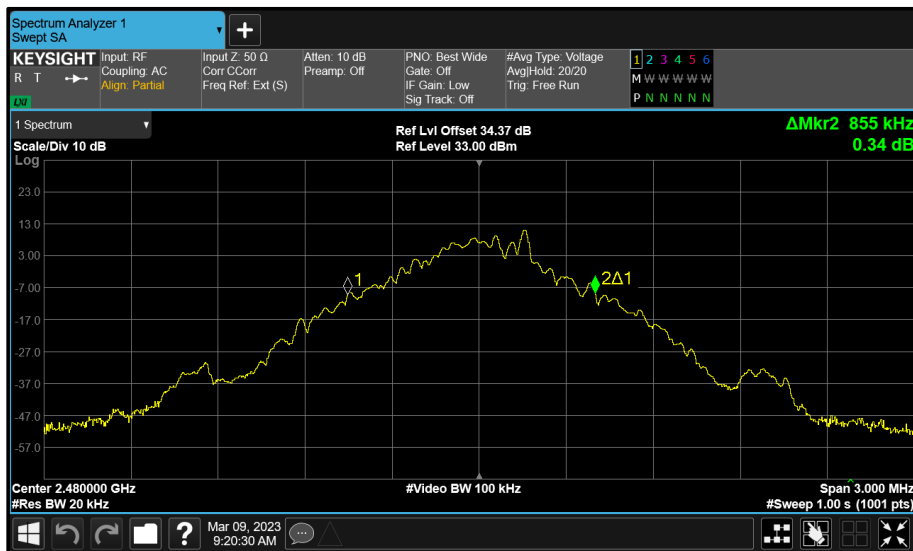 Spectrum Analyzer 1
Swept SA
KEYSIGHT
R T
LXI
Input: RF
Coupling: AC
Align: Partial
Input Z: 50 Ω
Corr CCorr
Freq Ref: Ext (S)
Atten: 10 dB
Preamp: Off
PNO: Best Wide
Gate: Off
IF Gain: Low
Sig Track: Off
#Avg Type: Voltage
Avg|Hold: 20/20
Trig: Free Run
1 2 3 4 5 6
M W W W W W
P N N N N N
1 Spectrum
Scale/Div 10 dB
Log
Ref Lvl Offset 34.37 dB
Ref Level 33.00 dBm
ΔMkr2 855 kHz
0.34 dB
23.0
13.0
3.00
-7.00
-17.0
-27.0
-37.0
-47.0
-57.0
1
2Δ1
Center 2.480000 GHz
#Res BW 20 kHz
#Video BW 100 kHz
Span 3.000 MHz
#Sweep 1.00 s (1001 pts)
?
Mar 09, 2023
9:20:30 AM